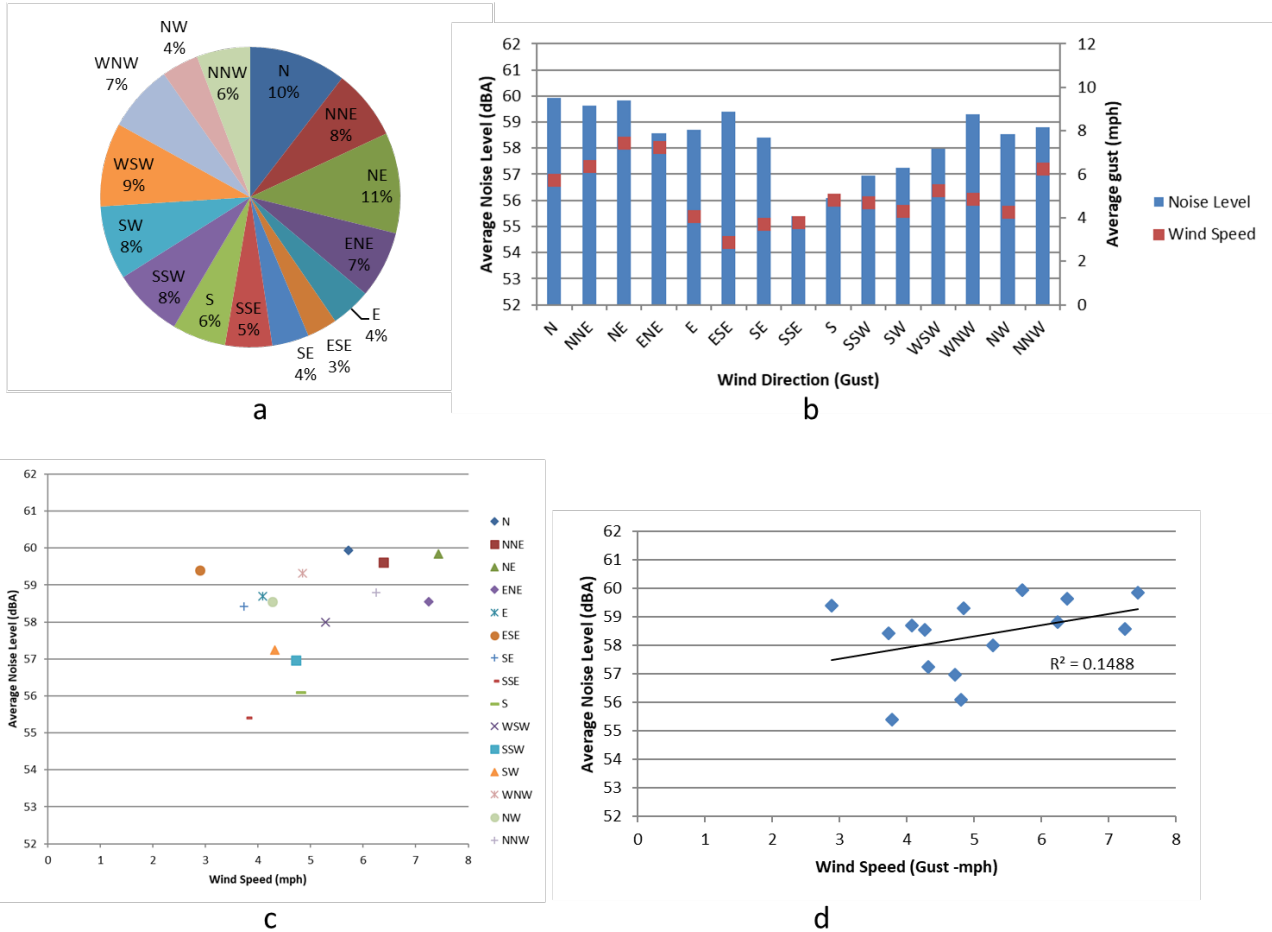 N
10%
NNE
8%
NE
11%
ENE
7%
E
4%
ESE
3%
SE
4%
SSE
5%
S
6%
SSW
8%
SW
8%
WSW
9%
WNW
7%
NW
4%
NNW
6%
a
62
61
60
59
58
57
56
55
54
53
52
Average Noise Level (dBA)
12
10
8
6
4
2
0
Average gust (mph)
N
NNE
NE
ENE
E
ESE
SE
SSE
S
SSW
SW
WSW
WNW
NW
NNW
Wind Direction (Gust)
Noise Level
Wind Speed
b
62
61
60
59
58
57
56
55
54
53
52
Average Noise Level (dBA)
0 1 2 3 4 5 6 7 8
Wind Speed (mph)
N
NNE
NE
ENE
E
ESE
SE
SSE
S
WSW
SSW
SW
WNW
NW
NNW
c
62
61
60
59
58
57
56
55
54
53
52
Average Noise Level (dBA)
R² = 0.1488
0 1 2 3 4 5 6 7 8
Wind Speed (Gust -mph)
d